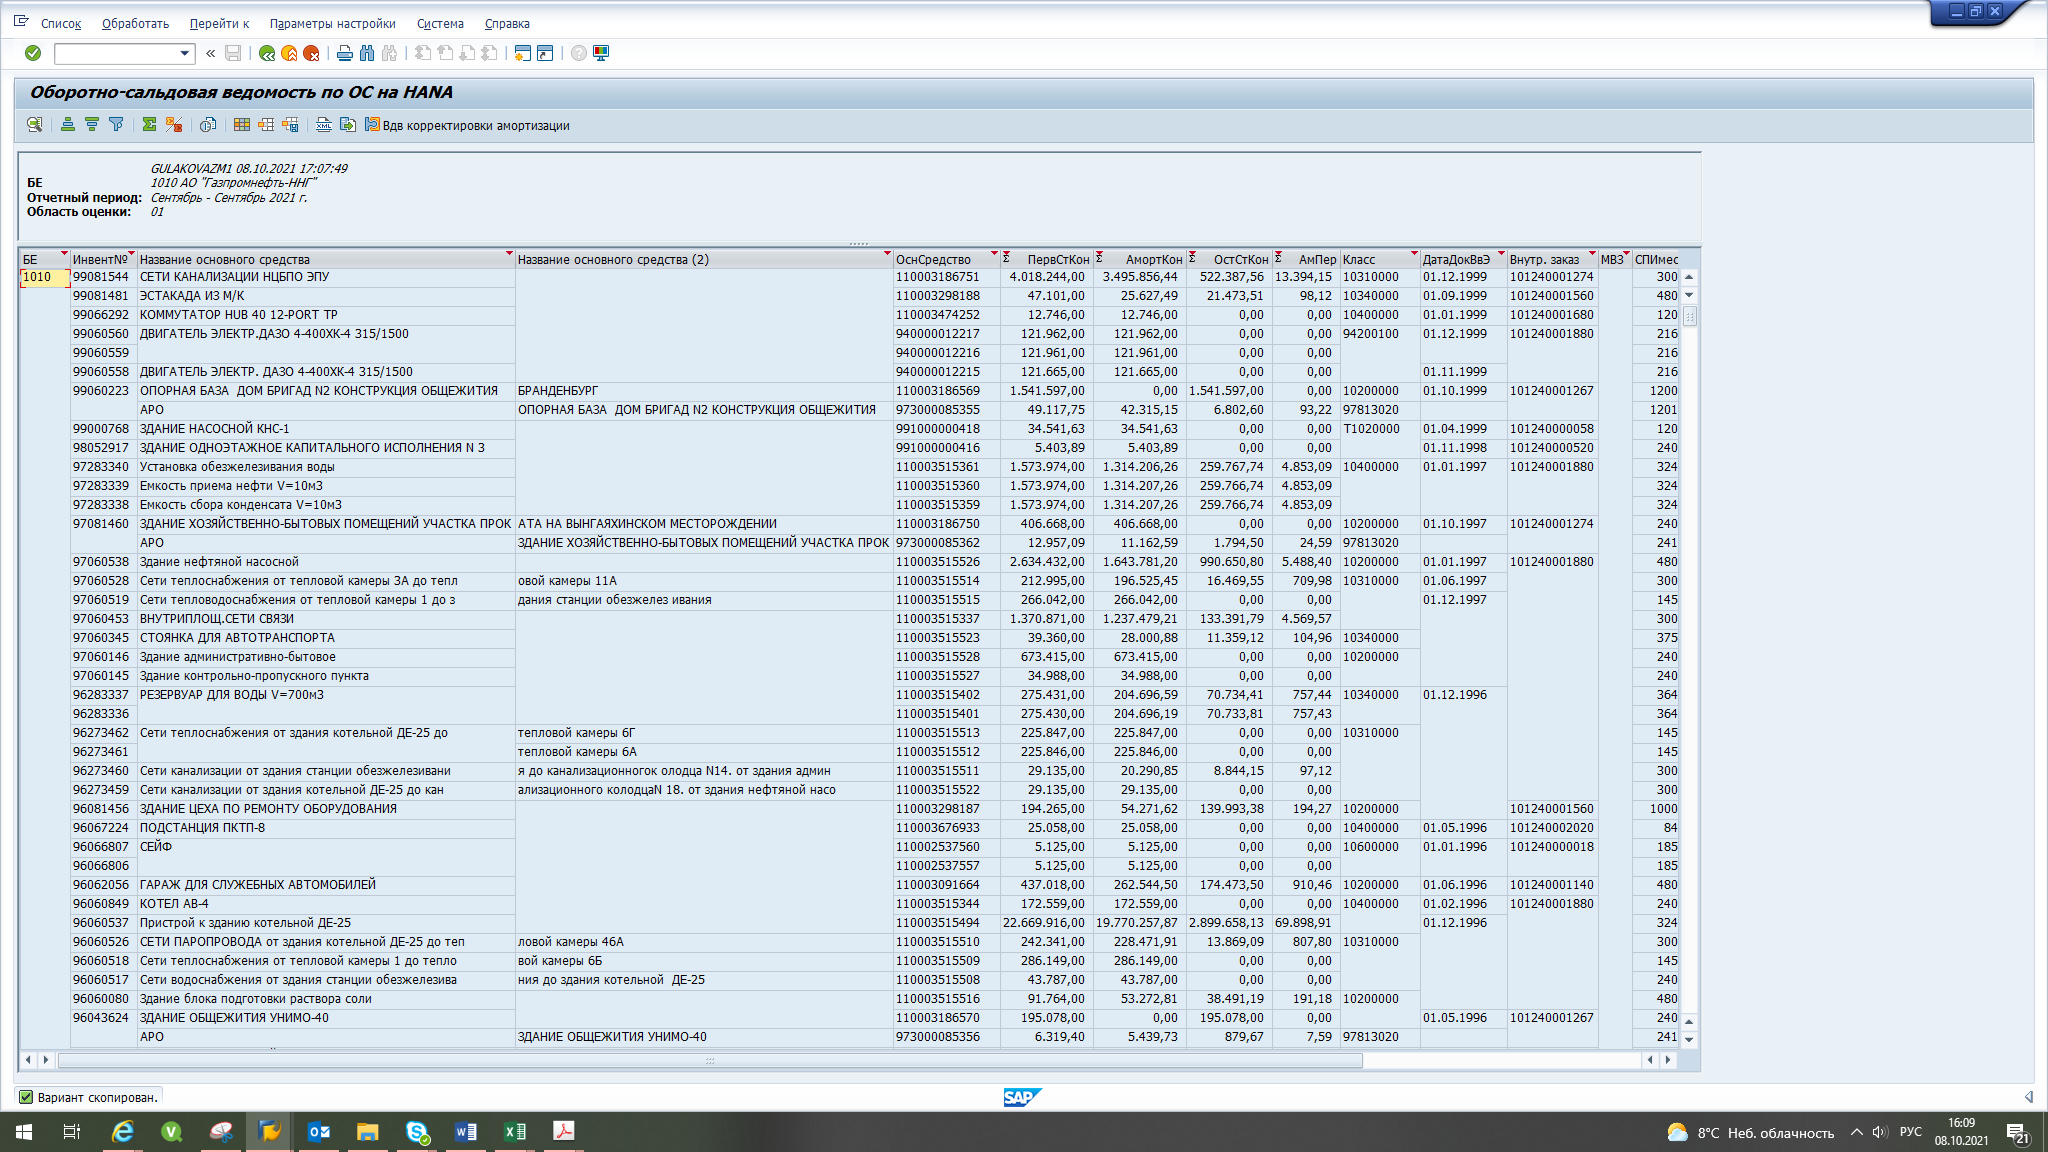 Список Обработать Перейти к Параметры настройки Система Справка
Оборотно-сальдовая ведомость по ОС на HANA
Вдв корректировки амортизации
GULAKOVAZM1 08.10.2021 17:07:49
БЕ 1010 АО "Газпромнефть-ННГ"
Отчетный период: Сентябрь - Сентябрь 2021 г.
Область оценки: 01
БЕ Инвент№ Название основного средства Название основного средства (2) ОснСредство Σ ПервСтКон Σ АмортКон Σ ОстСтКон Σ АмПер Класс ДатаДокВвЭ Внутр. заказ МВЗ СПИмес
1010 99081544 СЕТИ КАНАЛИЗАЦИИ НЦБПО ЭПУ 110003186751 4.018.244,00 3.495.856,44 522.387,56 13.394,15 10310000 01.12.1999 101240001274 300
99081481 ЭСТАКАДА ИЗ М/К 110003298188 47.101,00 25.627,49 21.473,51 98,12 10340000 01.09.1999 101240001560 480
99066292 КОММУТАТОР HUB 40 12-PORT TP 110003474252 12.746,00 12.746,00 0,00 0,00 10400000 01.01.1999 101240001680 120
99060560 ДВИГАТЕЛЬ ЭЛЕКТР.ДАЗО 4-400ХК-4 315/1500 940000012217 121.962,00 121.962,00 0,00 0,00 94200100 01.12.1999 101240001880 216
99060559 940000012216 121.961,00 121.961,00 0,00 0,00 216
99060558 ДВИГАТЕЛЬ ЭЛЕКТР. ДАЗО 4-400ХК-4 315/1500 940000012215 121.665,00 121.665,00 0,00 0,00 01.11.1999 216
99060223 ОПОРНАЯ БАЗА  ДОМ БРИГАД N2 КОНСТРУКЦИЯ ОБЩЕЖИТИЯ БРАНДЕНБУРГ 110003186569 1.541.597,00 0,00 1.541.597,00 0,00 10200000 01.10.1999 101240001267 1200
АРО ОПОРНАЯ БАЗА  ДОМ БРИГАД N2 КОНСТРУКЦИЯ ОБЩЕЖИТИЯ 973000085355 49.117,75 42.315,15 6.802,60 93,22 97813020 1201
99000768 ЗДАНИЕ НАСОСНОЙ КНС-1 991000000418 34.541,63 34.541,63 0,00 0,00 T1020000 01.04.1999 101240000058 120
98052917 ЗДАНИЕ ОДНОЭТАЖНОЕ КАПИТАЛЬНОГО ИСПОЛНЕНИЯ N 3 991000000416 5.403,89 5.403,89 0,00 0,00 01.11.1998 101240000520 240
97283340 Установка обезжелезивания воды 110003515361 1.573.974,00 1.314.206,26 259.767,74 4.853,09 10400000 01.01.1997 101240001880 324
97283339 Емкость приема нефти V=10м3 110003515360 1.573.974,00 1.314.207,26 259.766,74 4.853,09 324
97283338 Емкость сбора конденсата V=10м3 110003515359 1.573.974,00 1.314.207,26 259.766,74 4.853,09 324
97081460 ЗДАНИЕ ХОЗЯЙСТВЕННО-БЫТОВЫХ ПОМЕЩЕНИЙ УЧАСТКА ПРОК АТА НА ВЫНГАЯХИНСКОМ МЕСТОРОЖДЕНИИ 110003186750 406.668,00 406.668,00 0,00 0,00 10200000 01.10.1997 101240001274 240
АРО ЗДАНИЕ ХОЗЯЙСТВЕННО-БЫТОВЫХ ПОМЕЩЕНИЙ УЧАСТКА ПРОК 973000085362 12.957,09 11.162,59 1.794,50 24,59 97813020 241
97060538 Здание нефтяной насосной 110003515526 2.634.432,00 1.643.781,20 990.650,80 5.488,40 10200000 01.01.1997 101240001880 480
97060528 Сети теплоснабжения от тепловой камеры 3А до тепл овой камеры 11А 110003515514 212.995,00 196.525,45 16.469,55 709,98 10310000 01.06.1997 300
97060519 Сети тепловодоснабжения от тепловой камеры 1 до з дания станции обезжелез ивания 110003515515 266.042,00 266.042,00 0,00 0,00 01.12.1997 145
97060453 ВНУТРИПЛОЩ.СЕТИ СВЯЗИ 110003515337 1.370.871,00 1.237.479,21 133.391,79 4.569,57 300
97060345 СТОЯНКА ДЛЯ АВТОТРАНСПОРТА 110003515523 39.360,00 28.000,88 11.359,12 104,96 10340000 375
97060146 Здание административно-бытовое 110003515528 673.415,00 673.415,00 0,00 0,00 10200000 240
97060145 Здание контрольно-пропускного пункта 110003515527 34.988,00 34.988,00 0,00 0,00 240
96283337 РЕЗЕРВУАР ДЛЯ ВОДЫ V=700м3 110003515402 275.431,00 204.696,59 70.734,41 757,44 10340000 01.12.1996 364
96283336 110003515401 275.430,00 204.696,19 70.733,81 757,43 364
96273462 Сети теплоснабжения от здания котельной ДЕ-25 до тепловой камеры 6Г 110003515513 225.847,00 225.847,00 0,00 0,00 10310000 145
96273461 тепловой камеры 6А 110003515512 225.846,00 225.846,00 0,00 0,00 145
96273460 Сети канализации от здания станции обезжелезивани я до канализационногок олодца N14. от здания админ 110003515511 29.135,00 20.290,85 8.844,15 97,12 300
96273459 Сети канализации от здания котельной ДЕ-25 до кан ализационного колодцаN 18. от здания нефтяной насо 110003515522 29.135,00 29.135,00 0,00 0,00 300
96081456 ЗДАНИЕ ЦЕХА ПО РЕМОНТУ ОБОРУДОВАНИЯ 110003298187 194.265,00 54.271,62 139.993,38 194,27 10200000 101240001560 1000
96067224 ПОДСТАНЦИЯ ПКТП-8 110003676933 25.058,00 25.058,00 0,00 0,00 10400000 01.05.1996 101240002020 84
96066807 СЕЙФ 110002537560 5.125,00 5.125,00 0,00 0,00 10600000 01.01.1996 101240000018 185
96066806 110002537557 5.125,00 5.125,00 0,00 0,00 185
96062056 ГАРАЖ ДЛЯ СЛУЖЕБНЫХ АВТОМОБИЛЕЙ 110003091664 437.018,00 262.544,50 174.473,50 910,46 10200000 01.06.1996 101240001140 480
96060849 КОТЕЛ АВ-4 110003515344 172.559,00 172.559,00 0,00 0,00 10400000 01.02.1996 101240001880 240
96060537 Пристрой к зданию котельной ДЕ-25 110003515494 22.669.916,00 19.770.257,87 2.899.658,13 69.898,91 01.12.1996 324
96060526 СЕТИ ПАРОПРОВОДА от здания котельной ДЕ-25 до теп ловой камеры 46А 110003515510 242.341,00 228.471,91 13.869,09 807,80 10310000 300
96060518 Сети теплоснабжения от тепловой камеры 1 до тепло вой камеры 6Б 110003515509 286.149,00 286.149,00 0,00 0,00 145
96060517 Сети водоснабжения от здания станции обезжелезива ния до здания котельной  ДЕ-25 110003515508 43.787,00 43.787,00 0,00 0,00 240
96060080 Здание блока подготовки раствора соли 110003515516 91.764,00 53.272,81 38.491,19 191,18 10200000 480
96043624 ЗДАНИЕ ОБЩЕЖИТИЯ УНИМО-40 110003186570 195.078,00 0,00 195.078,00 0,00 01.05.1996 101240001267 240
АРО ЗДАНИЕ ОБЩЕЖИТИЯ УНИМО-40 973000085356 6.319,40 5.439,73 879,67 7,59 97813020 241
Вариант скопирован.
SAP
8°C Неб. облачность РУС 16:09
08.10.2021
21